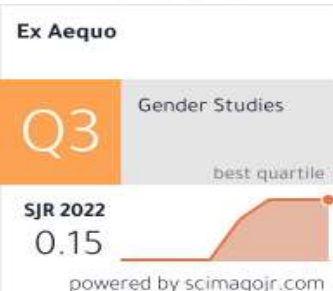 Ex Aequo
Q3
Gender Studies
best quartile
SJR 2022
0.15
powered by scimagojr.com